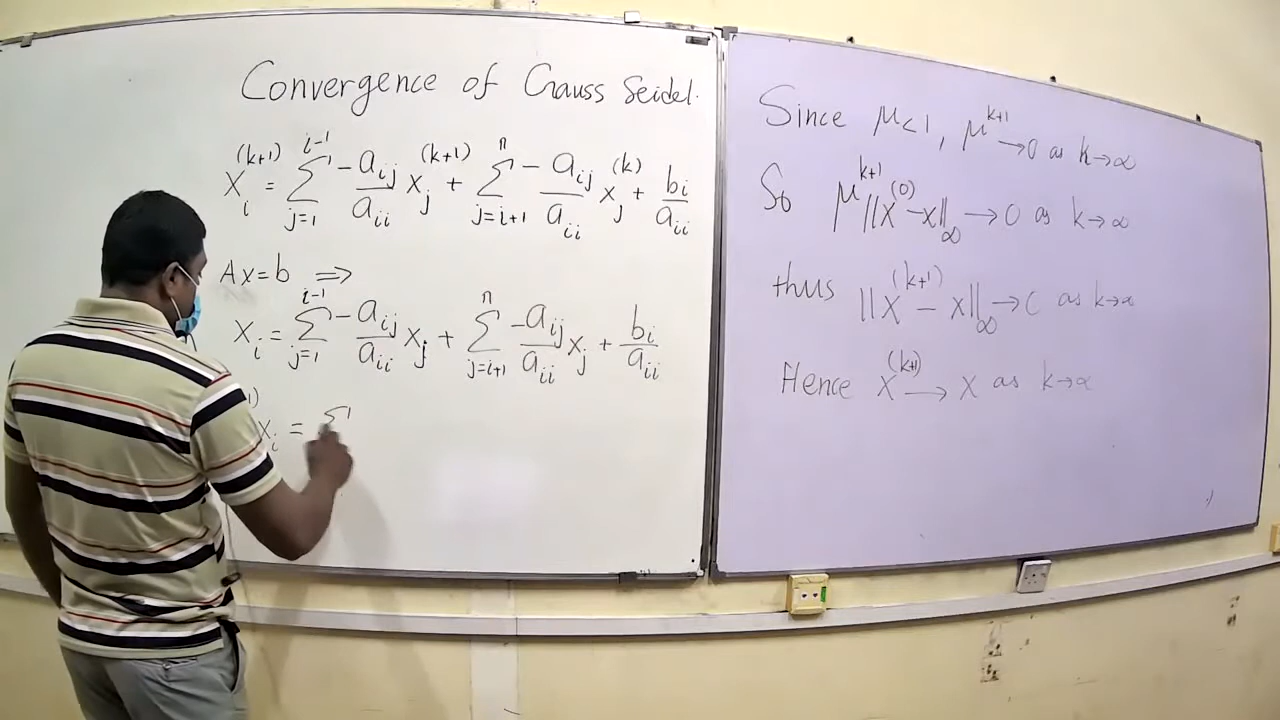 Convergence of Gauss Seidel.
x_i^(k+1) = Σ_{j=1}^{i-1} -a_ij/a_ii x_j^(k+1) + Σ_{j=i+1}^{n} -a_ij/a_ii x_j^(k) + b_i/a_ii
Ax=b ⇒
x_i = Σ_{j=1}^{i-1} -a_ij/a_ii x_j + Σ_{j=i+1}^{n} -a_ij/a_ii x_j + b_i/a_ii
x_i = Σ
Since μ<1, μ^{k+1} → 0 as k→∞
So μ^{k+1} ||x^(0) - x||_∞ → 0 as k→∞
thus ||x^(k+1) - x||_∞ → 0 as k→∞
Hence x^(k+1) → x as k→∞